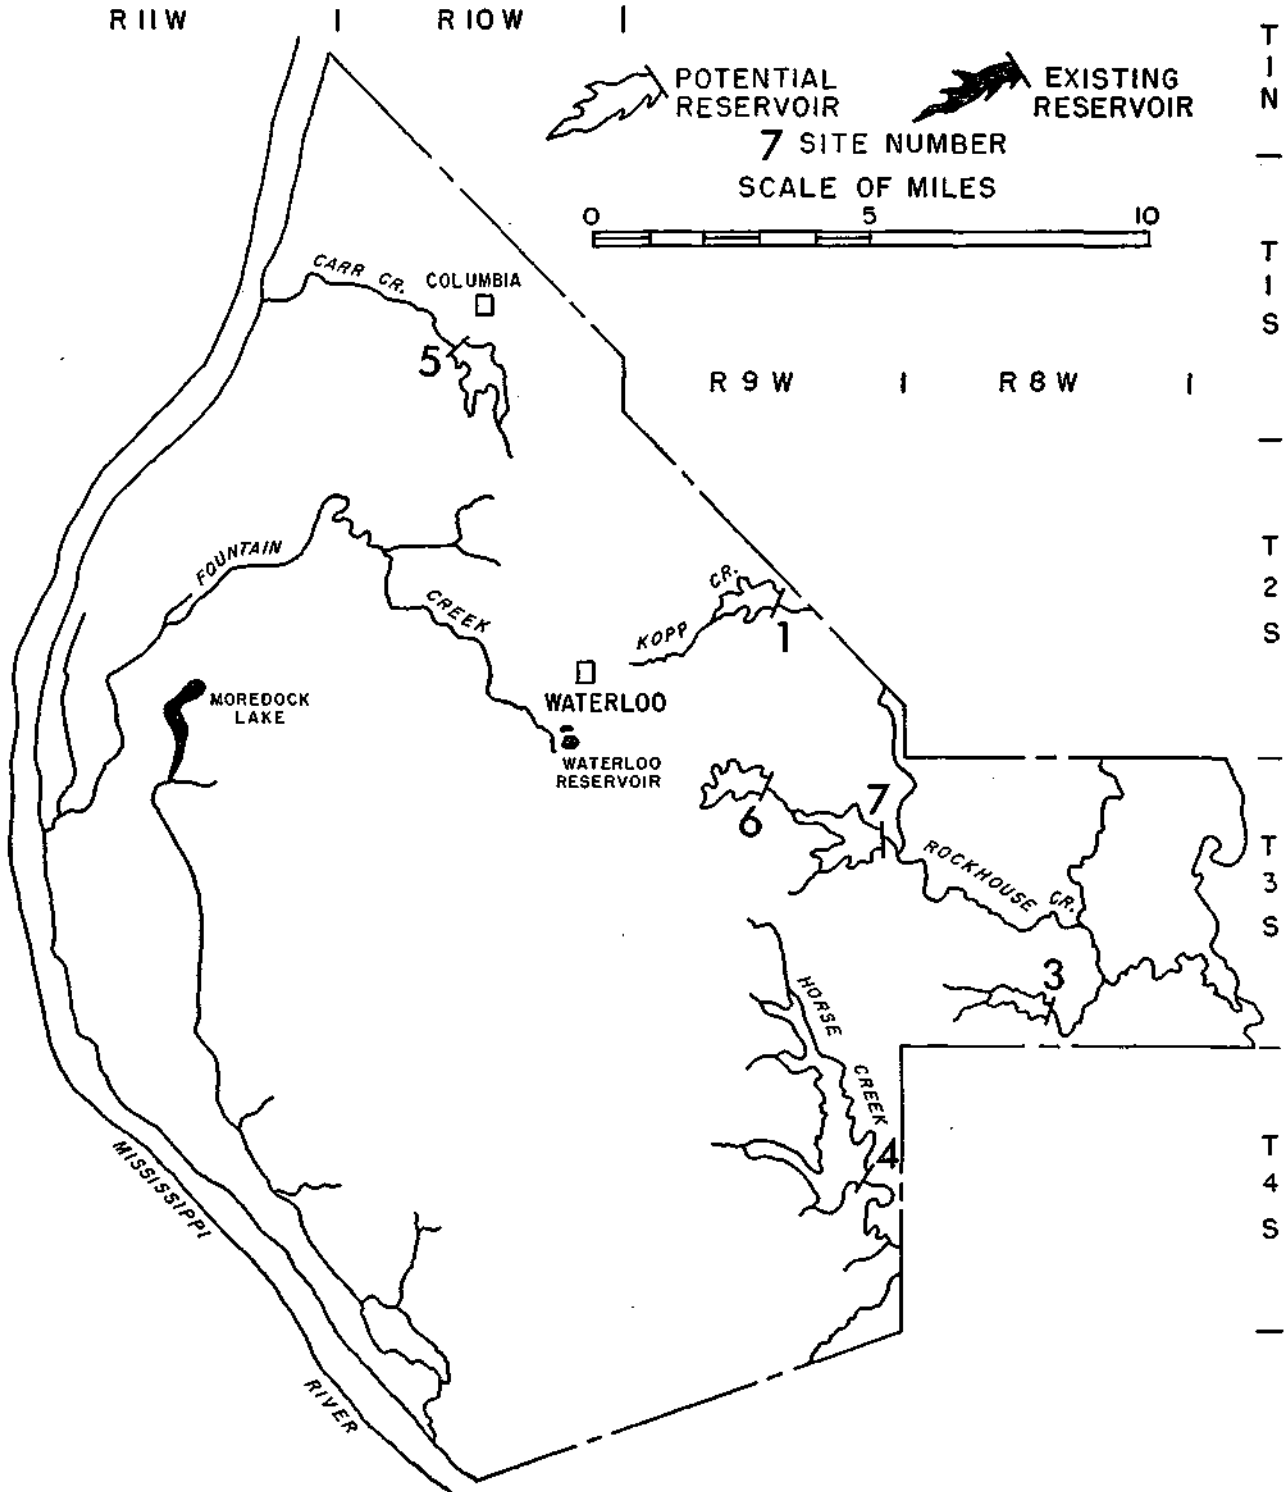 R 11 W
R 10 W
T
1
N
POTENTIAL
RESERVOIR
EXISTING
RESERVOIR
7 SITE NUMBER
SCALE OF MILES
0 5 10
T
1
S
CARR CR.
COLUMBIA
5
R 9 W
R 8 W
FOUNTAIN
CREEK
T
2
S
KOPP
CR.
1
WATERLOO
MOREDOCK
LAKE
WATERLOO
RESERVOIR
6
7
ROCKHOUSE
CR.
T
3
S
3
HORSE
CREEK
4
T
4
S
MISSISSIPPI
RIVER